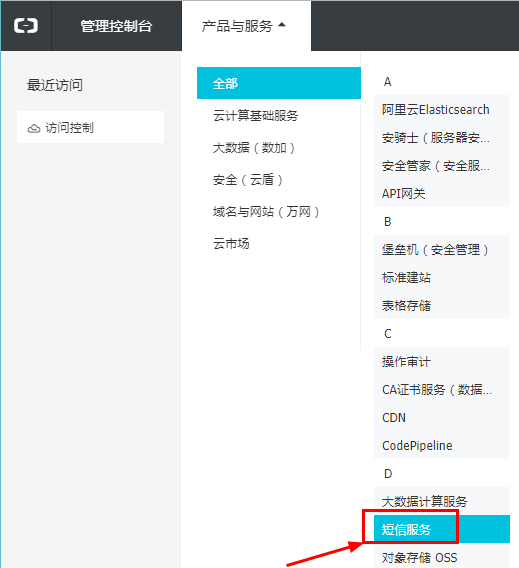 管理控制台
产品与服务
最近访问
访问控制
全部
云计算基础服务
大数据（数加）
安全（云盾）
域名与网站（万网）
云市场
A
阿里云Elasticsearch
安骑士（服务器安...
安全管家（安全服...
API网关
B
堡垒机（安全管理）
标准建站
表格存储
C
操作审计
CA证书服务（数据...
CDN
CodePipeline
D
大数据计算服务
短信服务
对象存储 OSS